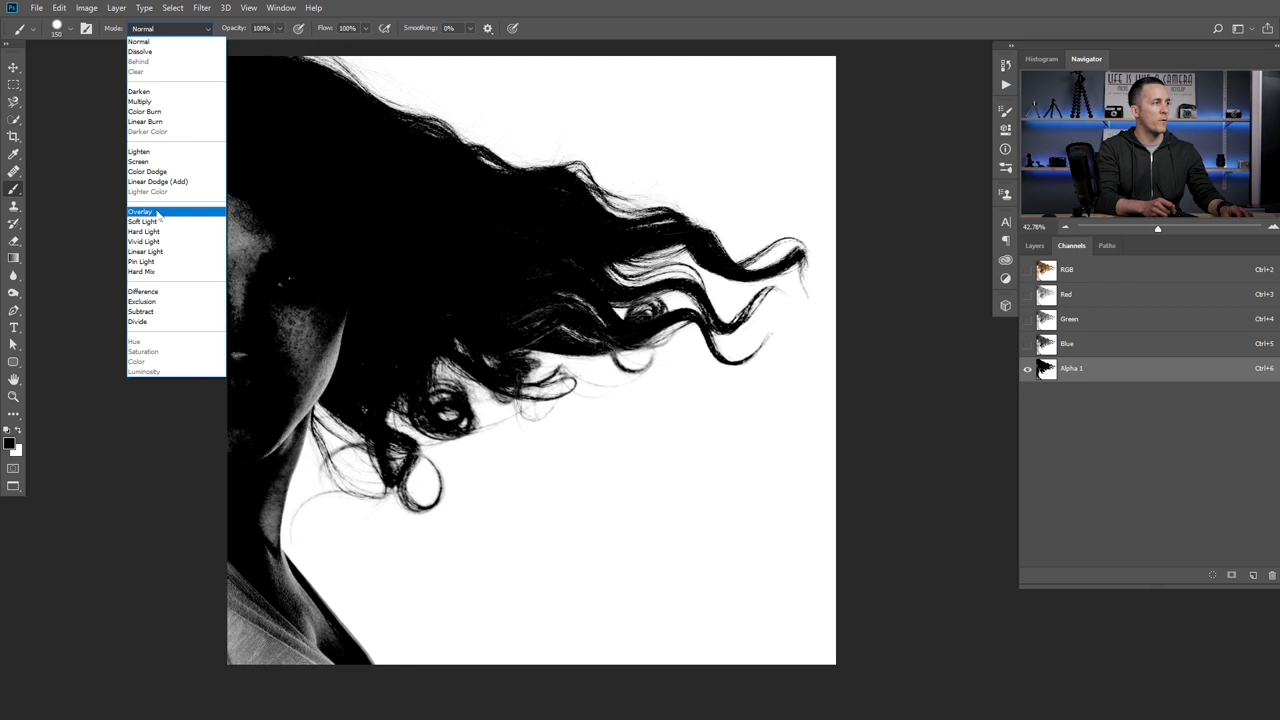 Ps File Edit Image Layer Type Select Filter 3D View Window Help
150 Mode: Normal Opacity: 100% Flow: 100% Smoothing: 0%
Normal
Dissolve
Behind
Clear
Darken
Multiply
Color Burn
Linear Burn
Darker Color
Lighten
Screen
Color Dodge
Linear Dodge (Add)
Lighter Color
Overlay
Soft Light
Hard Light
Vivid Light
Linear Light
Pin Light
Hard Mix
Difference
Exclusion
Subtract
Divide
Hue
Saturation
Color
Luminosity
Histogram Navigator
LIFE IS LIKE A CAMERA
42.78%
Layers Channels Paths
RGB Ctrl+2
Red Ctrl+3
Green Ctrl+4
Blue Ctrl+5
Alpha 1 Ctrl+6